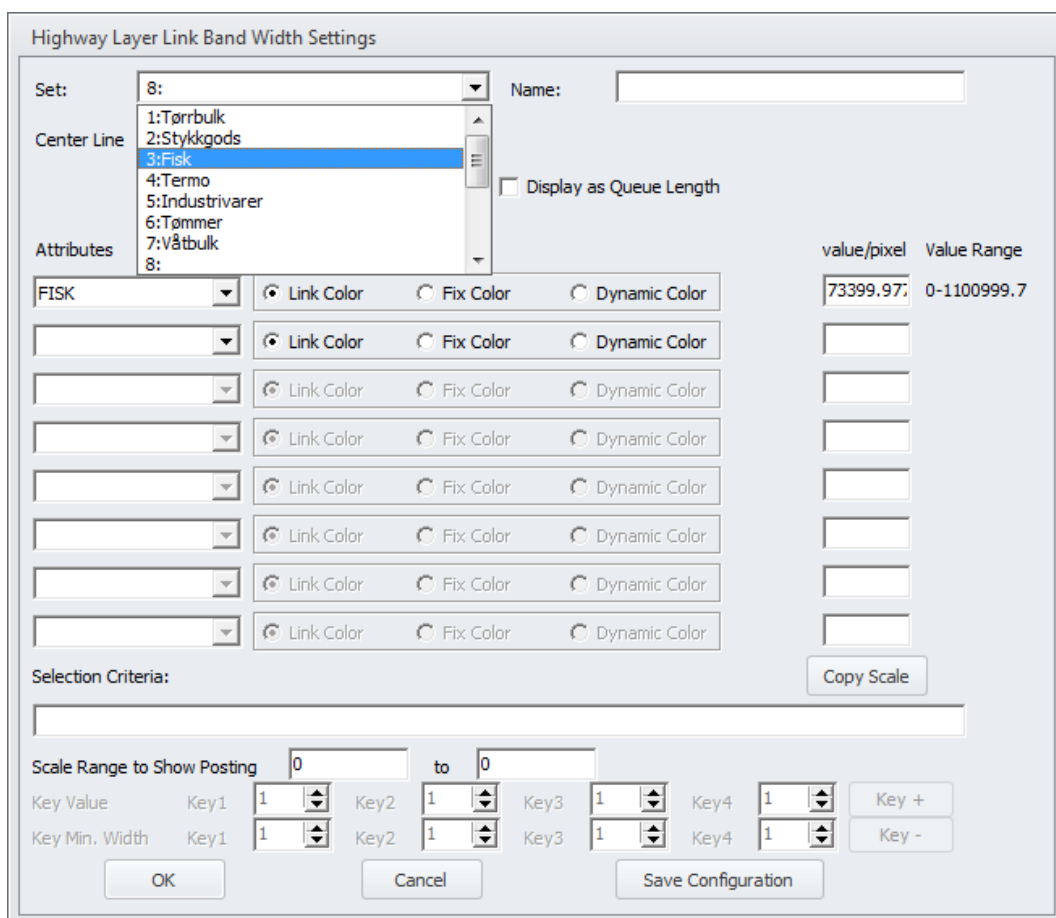 Highway Layer Link Band Width Settings
Set: 8: Name:
1:Tørrbulk
2:Stykkgods
Center Line
3:Fisk
4:Termo
Display as Queue Length
5:Industrivarer
6:Tømmer
7:Våtbulk
Attributes value/pixel Value Range
8:
FISK Link Color Fix Color Dynamic Color 73399.977 0-1100999.7
Link Color Fix Color Dynamic Color
Link Color Fix Color Dynamic Color
Link Color Fix Color Dynamic Color
Link Color Fix Color Dynamic Color
Link Color Fix Color Dynamic Color
Link Color Fix Color Dynamic Color
Link Color Fix Color Dynamic Color
Selection Criteria: Copy Scale
Scale Range to Show Posting 0 to 0
Key Value Key1 1 Key2 1 Key3 1 Key4 1 Key +
Key Min. Width Key1 1 Key2 1 Key3 1 Key4 1 Key -
OK Cancel Save Configuration